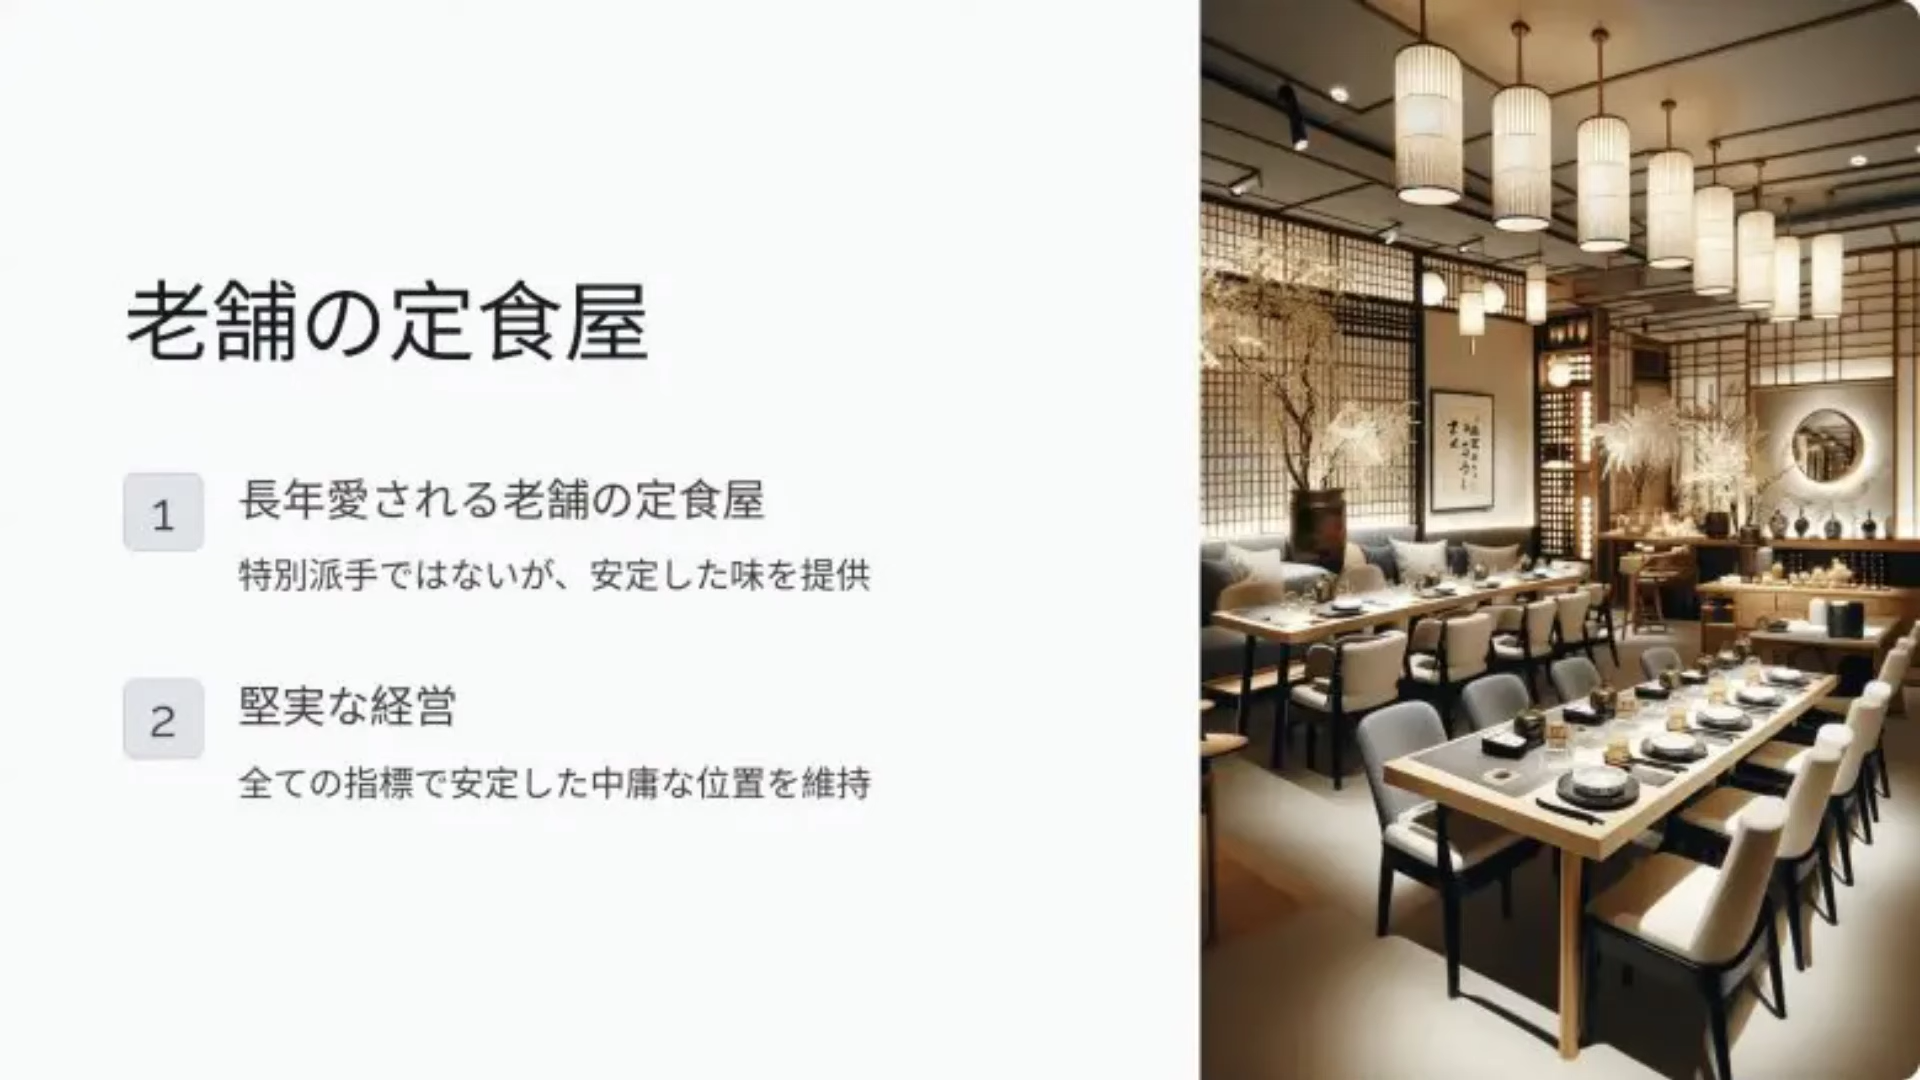 老舗の定食屋
1
長年愛される老舗の定食屋
特別派手ではないが、安定した味を提供
2
堅実な経営
全ての指標で安定した中庸な位置を維持